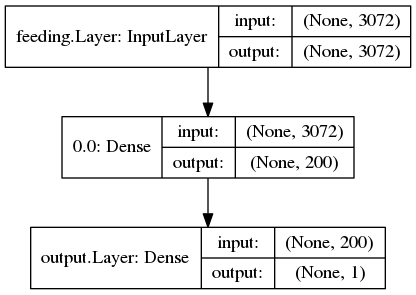 feeding.Layer: InputLayer
input: (None, 3072)
output: (None, 3072)
0.0: Dense
input: (None, 3072)
output: (None, 200)
output.Layer: Dense
input: (None, 200)
output: (None, 1)